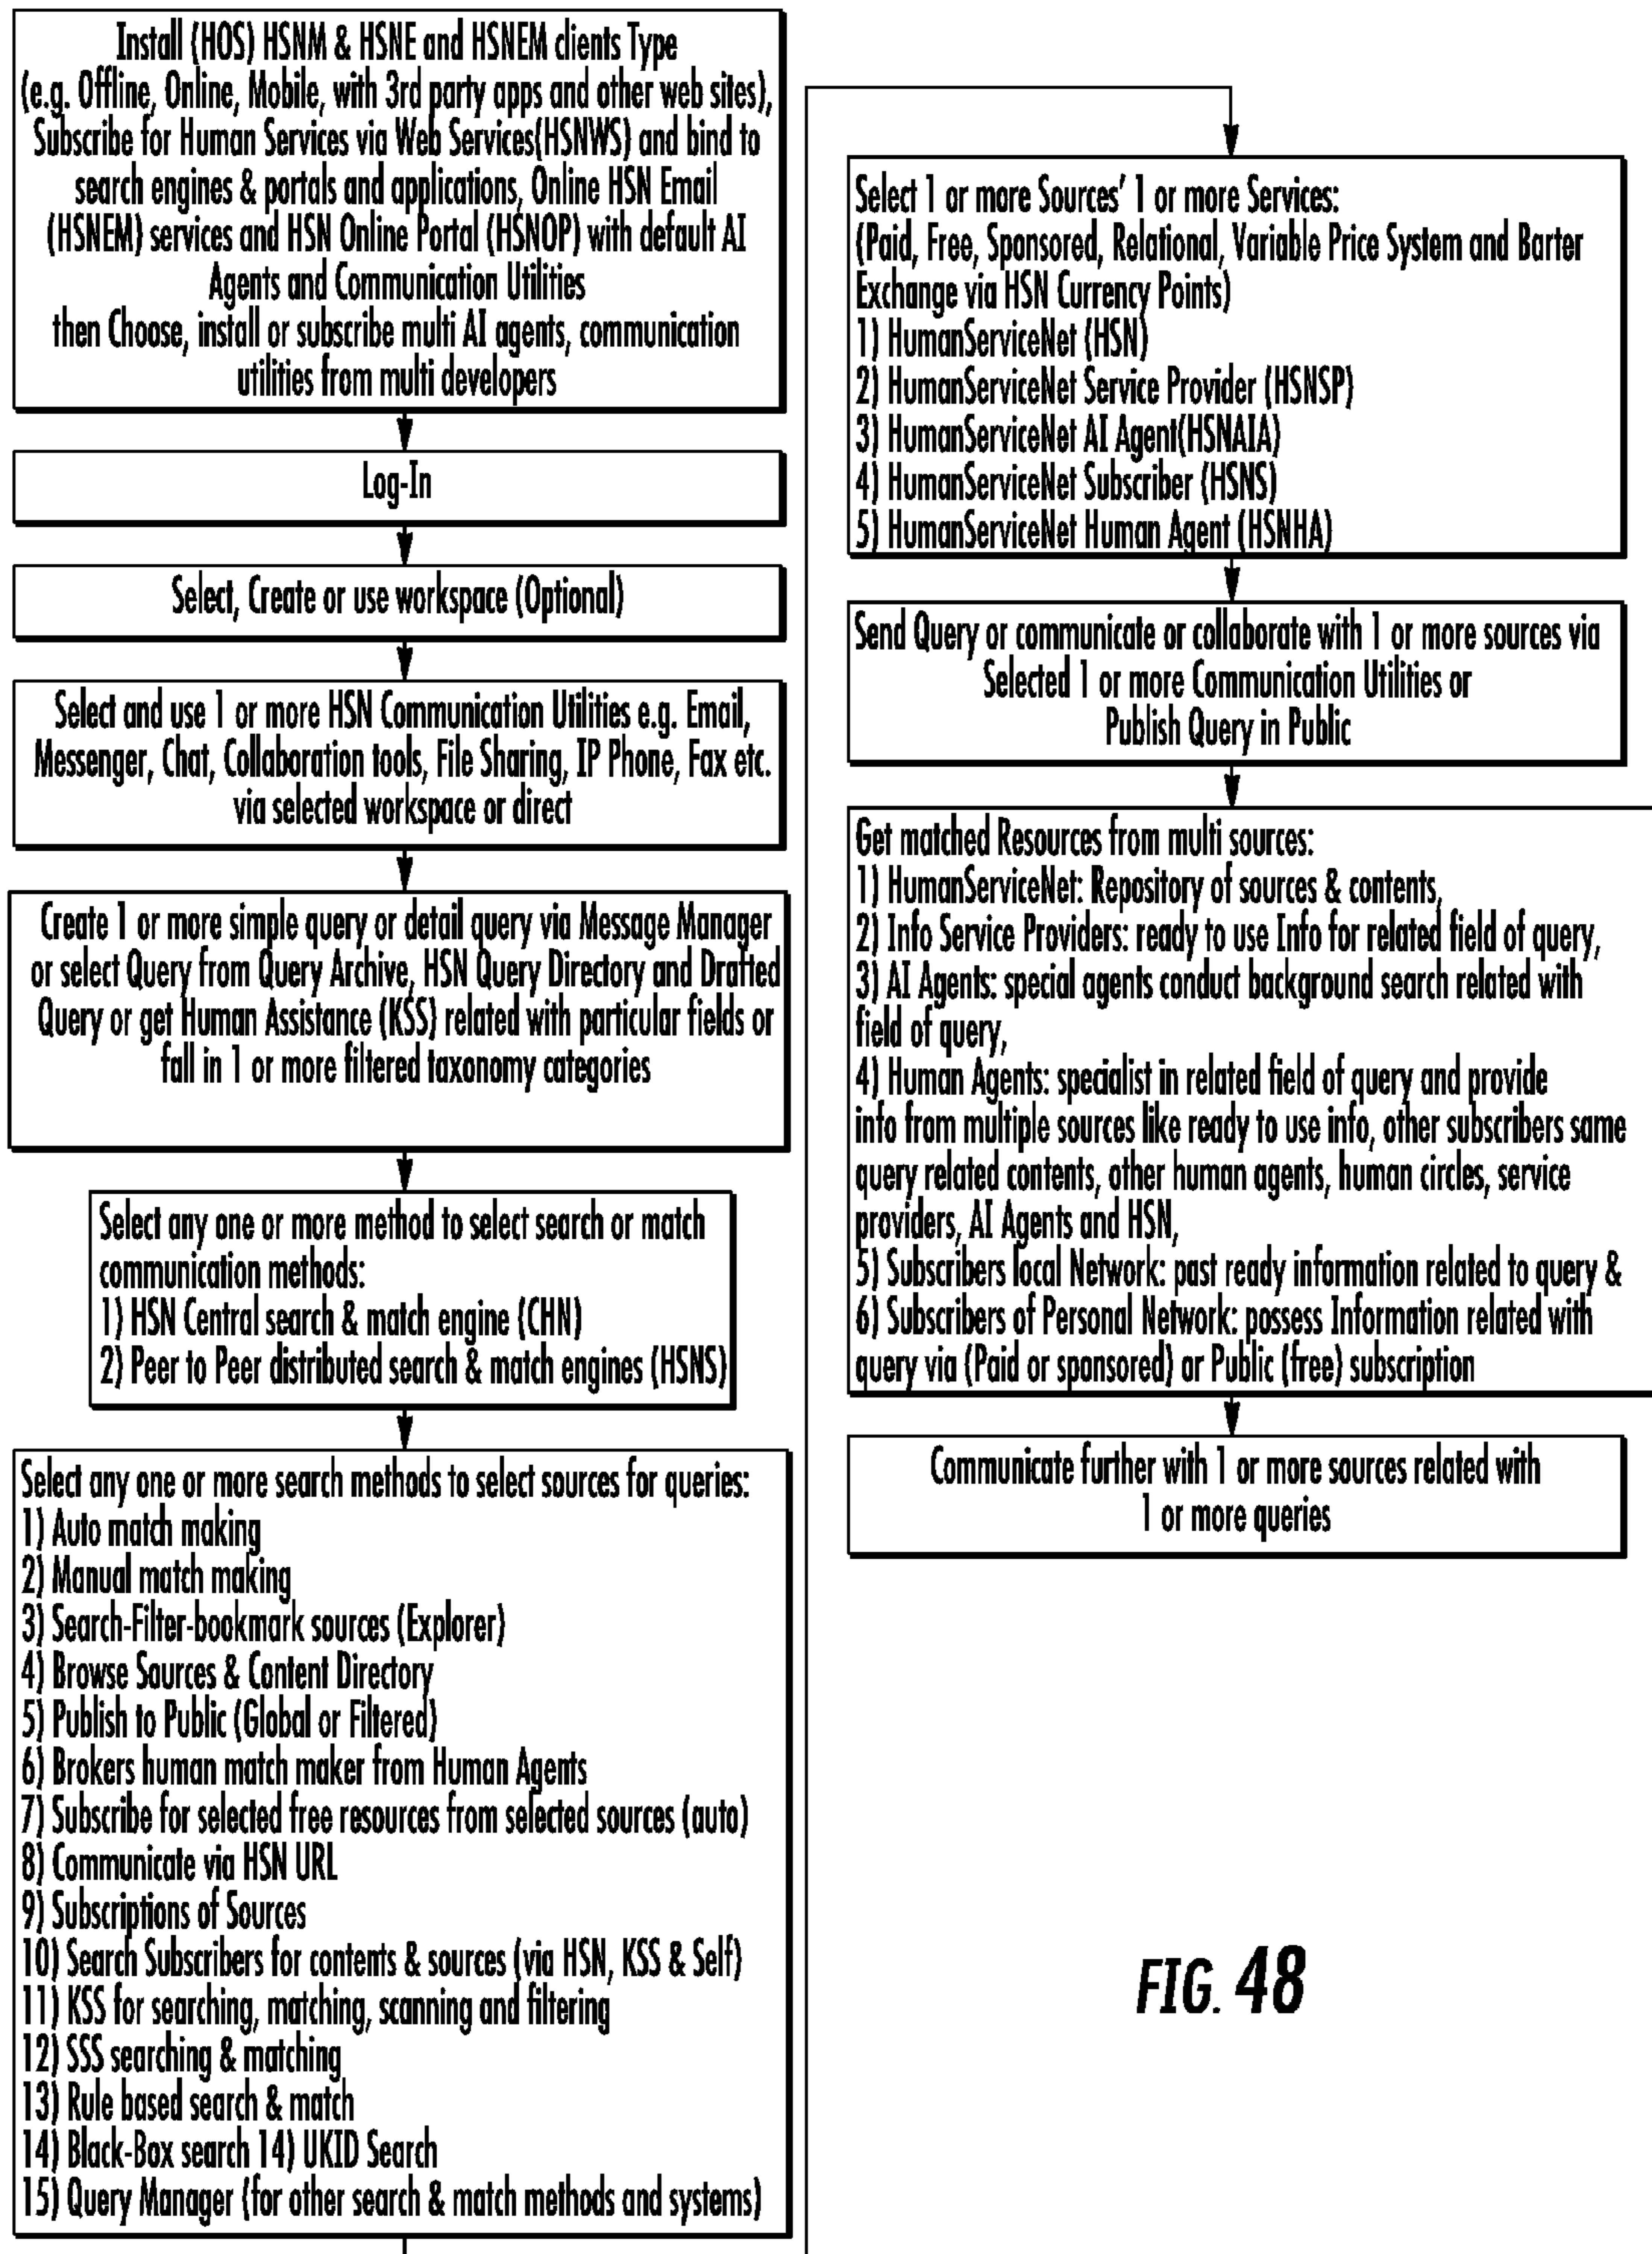 Install (HOS) HSNM & HSNE and HSNEM clients Type
(e.g. Offline, Online, Mobile, with 3rd party apps and other web sites),
Subscribe for Human Services via Web Services(HSNWS) and bind to
search engines & portals and applications, Online HSN Email
(HSNEM) services and HSN Online Portal (HSNOP) with default AI
Agents and Communication Utilities
then Choose, install or subscribe multi AI agents, communication
utilities from multi developers
Log-In
Select, Create or use workspace (Optional)
Select and use 1 or more HSN Communication Utilities e.g. Email,
Messenger, Chat, Collaboration tools, File Sharing, IP Phone, Fax etc.
via selected workspace or direct
Create 1 or more simple query or detail query via Message Manager
or select Query from Query Archive, HSN Query Directory and Drafted
Query or get Human Assistance (KSS) related with particular fields or
fall in 1 or more filtered taxonomy categories
Select any one or more method to select search or match
communication methods:
1) HSN Central search & match engine (CHN)
2) Peer to Peer distributed search & match engines (HSNS)
Select any one or more search methods to select sources for queries:
1) Auto match making
2) Manual match making
3) Search-Filter-bookmark sources (Explorer)
4) Browse Sources & Content Directory
5) Publish to Public (Global or Filtered)
6) Brokers human match maker from Human Agents
7) Subscribe for selected free resources from selected sources (auto)
8) Communicate via HSN URL
9) Subscriptions of Sources
10) Search Subscribers for contents & sources (via HSN, KSS & Self)
11) KSS for searching, matching, scanning and filtering
12) SSS searching & matching
13) Rule based search & match
14) Black-Box search 14) UKID Search
15) Query Manager (for other search & match methods and systems)
Select 1 or more Sources' 1 or more Services:
(Paid, Free, Sponsored, Relational, Variable Price System and Barter
Exchange via HSN Currency Points)
1) HumanServiceNet (HSN)
2) HumanServiceNet Service Provider (HSNSP)
3) HumanServiceNet AI Agent(HSNAIA)
4) HumanServiceNet Subscriber (HSNS)
5) HumanServiceNet Human Agent (HSNHA)
Send Query or communicate or collaborate with 1 or more sources via
Selected 1 or more Communication Utilities or
Publish Query in Public
Get matched Resources from multi sources:
1) HumanServiceNet: Repository of sources & contents,
2) Info Service Providers: ready to use Info for related field of query,
3) AI Agents: special agents conduct background search related with
field of query,
4) Human Agents: specialist in related field of query and provide
info from multiple sources like ready to use info, other subscribers same
query related contents, other human agents, human circles, service
providers, AI Agents and HSN,
5) Subscribers local Network: past ready information related to query &
6) Subscribers of Personal Network: possess Information related with
query via (Paid or sponsored) or Public (free) subscription
Communicate further with 1 or more sources related with
1 or more queries
FIG. 48